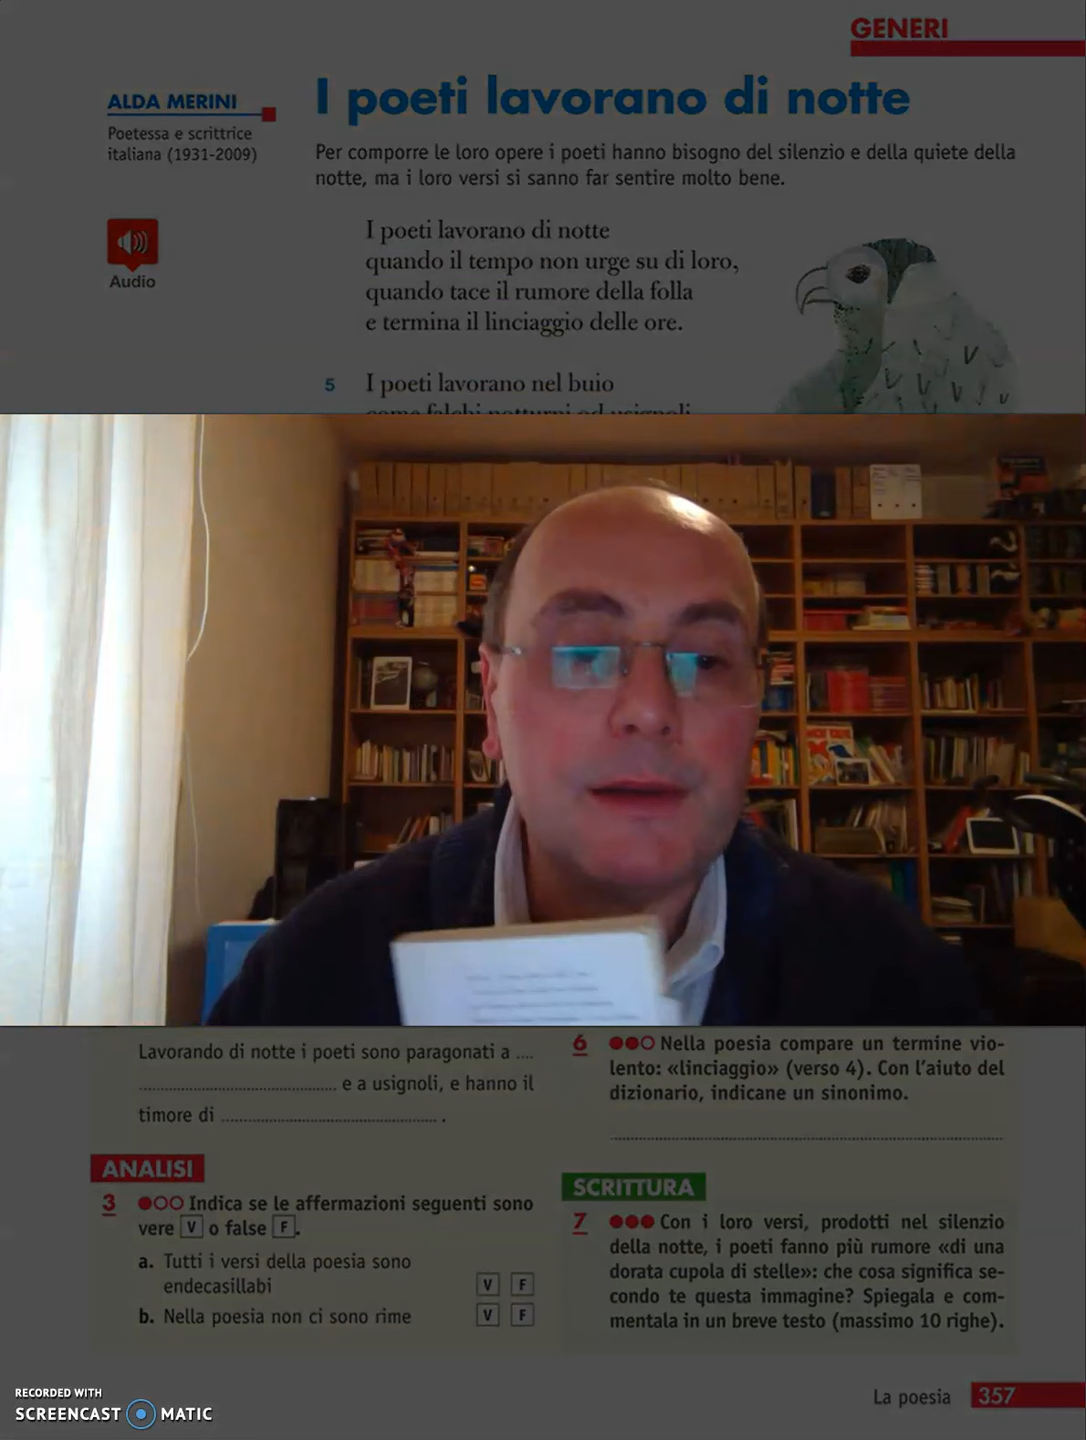 GENERI
ALDA MERINI
Poetessa e scrittrice
italiana (1931-2009)
I poeti lavorano di notte
Per comporre le loro opere i poeti hanno bisogno del silenzio e della quiete della
notte, ma i loro versi si sanno far sentire molto bene.
Audio
I poeti lavorano di notte
quando il tempo non urge su di loro,
quando tace il rumore della folla
e termina il linciaggio delle ore.
5 I poeti lavorano nel buio
come falchi notturni od usignoli
Lavorando di notte i poeti sono paragonati a ....
.......................................... e a usignoli, e hanno il
timore di ............................................. .
ANALISI
3 ●○○ Indica se le affermazioni seguenti sono
vere V o false F.
a. Tutti i versi della poesia sono
endecasillabi V F
b. Nella poesia non ci sono rime V F
6 ●●○ Nella poesia compare un termine vio-
lento: «linciaggio» (verso 4). Con l'aiuto del
dizionario, indicane un sinonimo.
SCRITTURA
7 ●●● Con i loro versi, prodotti nel silenzio
della notte, i poeti fanno più rumore «di una
dorata cupola di stelle»: che cosa significa se-
condo te questa immagine? Spiegala e com-
mentala in un breve testo (massimo 10 righe).
La poesia 357
RECORDED WITH
SCREENCAST MATIC